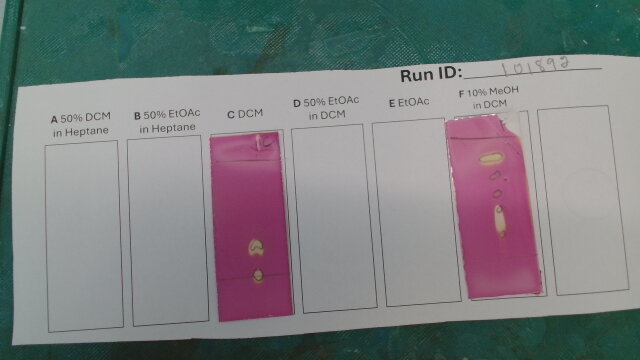 Run ID: 101892
A 50% DCM
in Heptane
B 50% EtOAc
in Heptane
C DCM
D 50% EtOAc
in DCM
E EtOAc
F 10% MeOH
in DCM